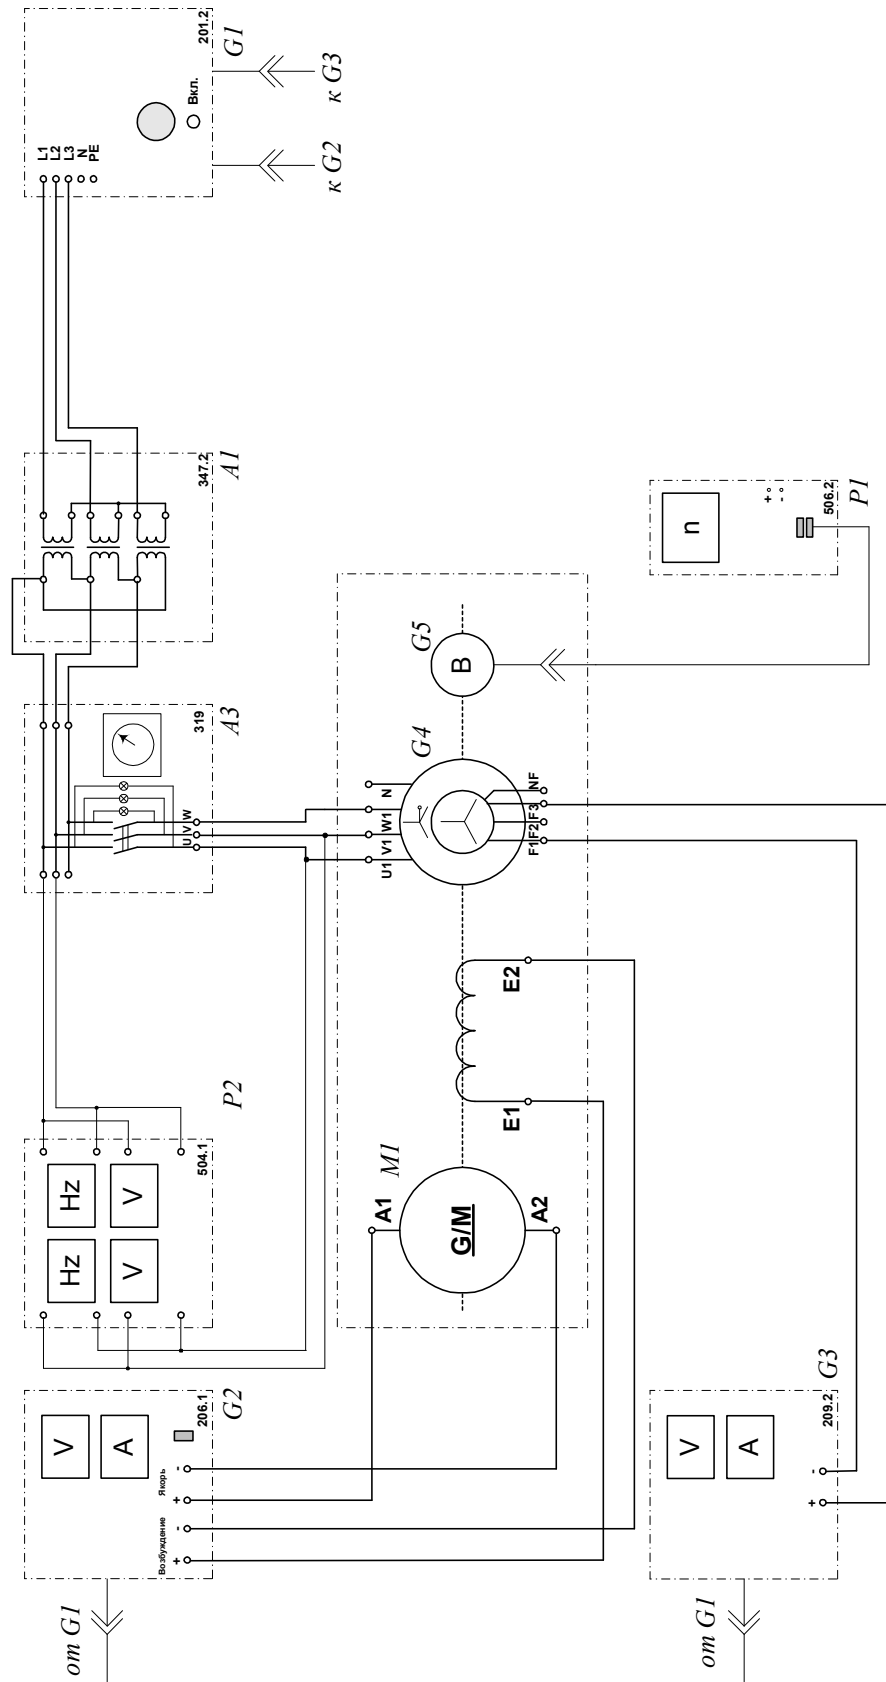 201.2
G1
Вкл.
к G3
L1
L2
L3
N
PE
к G2
347.2
A1
n
+
-
506.2
P1
G5
B
319
A3
G4
N
W
V
U
W1
V1
U1
NF
F3
F2
F1
E2
E1
Hz
V
504.1
P2
M1
A1
A2
G/M
Hz
V
V
A
206.1
G2
-
Якорь
+
-
Возбуждение
+
V
A
209.2
G3
-
+
от G1
от G1